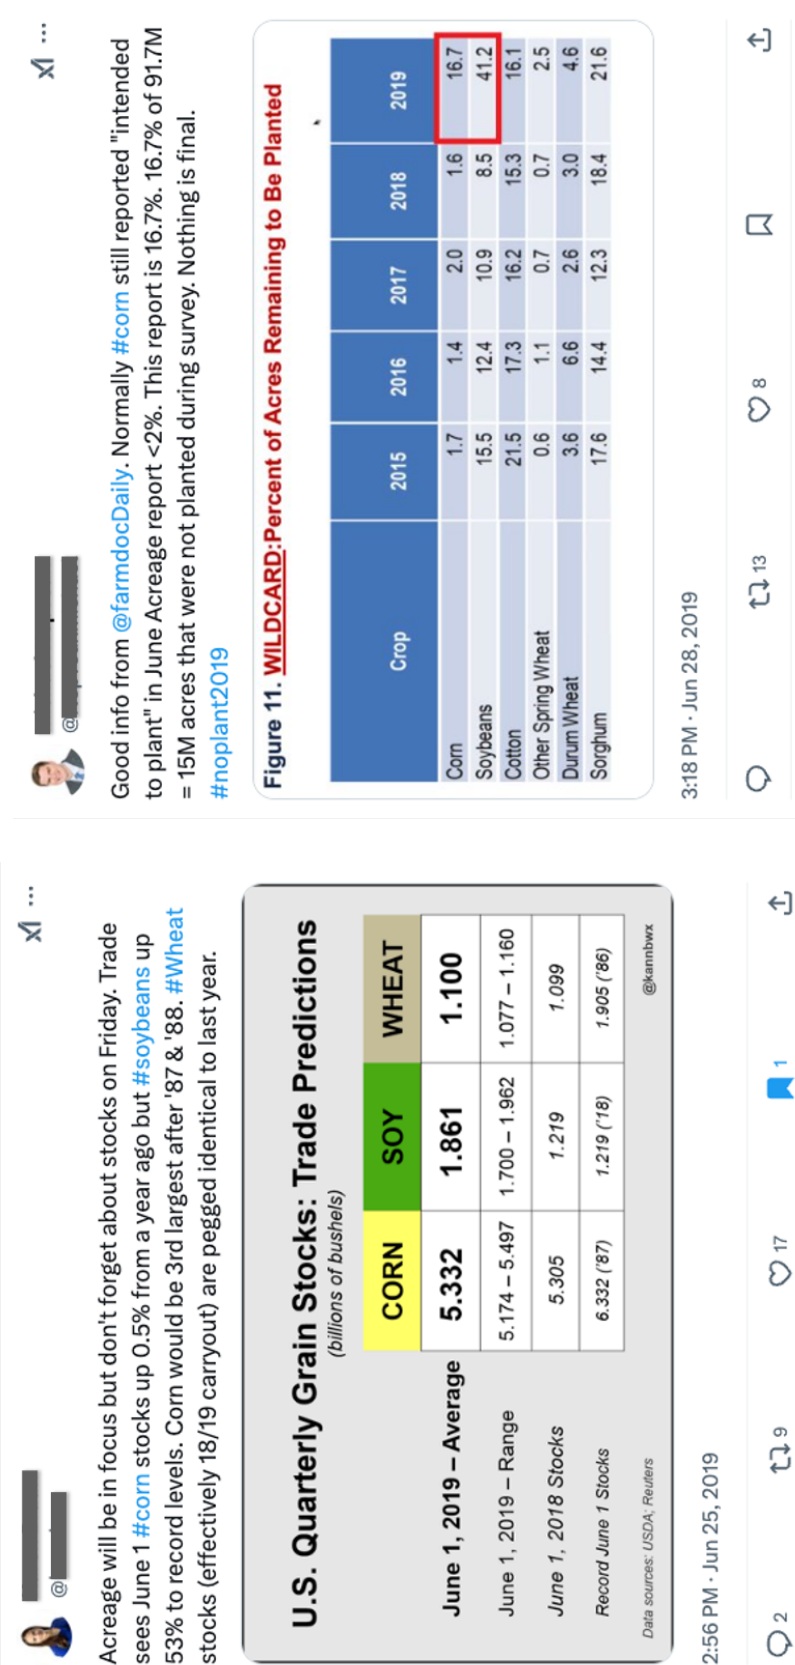 @
Good info from @farmdocDaily. Normally #corn still reported "intended
to plant" in June Acreage report <2%. This report is 16.7%. 16.7% of 91.7M
= 15M acres that were not planted during survey. Nothing is final.
#noplant2019
Figure 11. WILDCARD:Percent of Acres Remaining to Be Planted
Crop 2015 2016 2017 2018 2019
Corn 1.7 1.4 2.0 1.6 16.7
Soybeans 15.5 12.4 10.9 8.5 41.2
Cotton 21.5 17.3 16.2 15.3 16.1
Other Spring Wheat 0.6 1.1 0.7 0.7 2.5
Durum Wheat 3.6 6.6 2.6 3.0 4.6
Sorghum 17.6 14.4 12.3 18.4 21.6
3:18 PM · Jun 28, 2019
13 8
@
Acreage will be in focus but don't forget about stocks on Friday. Trade
sees June 1 #corn stocks up 0.5% from a year ago but #soybeans up
53% to record levels. Corn would be 3rd largest after '87 & '88. #Wheat
stocks (effectively 18/19 carryout) are pegged identical to last year.
U.S. Quarterly Grain Stocks: Trade Predictions
(billions of bushels)
CORN SOY WHEAT
June 1, 2019 – Average 5.332 1.861 1.100
June 1, 2019 – Range 5.174 – 5.497 1.700 – 1.962 1.077 – 1.160
June 1, 2018 Stocks 5.305 1.219 1.099
Record June 1 Stocks 6.332 ('87) 1.219 ('18) 1.905 ('86)
Data sources: USDA; Reuters @kannbwx
2:56 PM · Jun 25, 2019
2 9 17 1